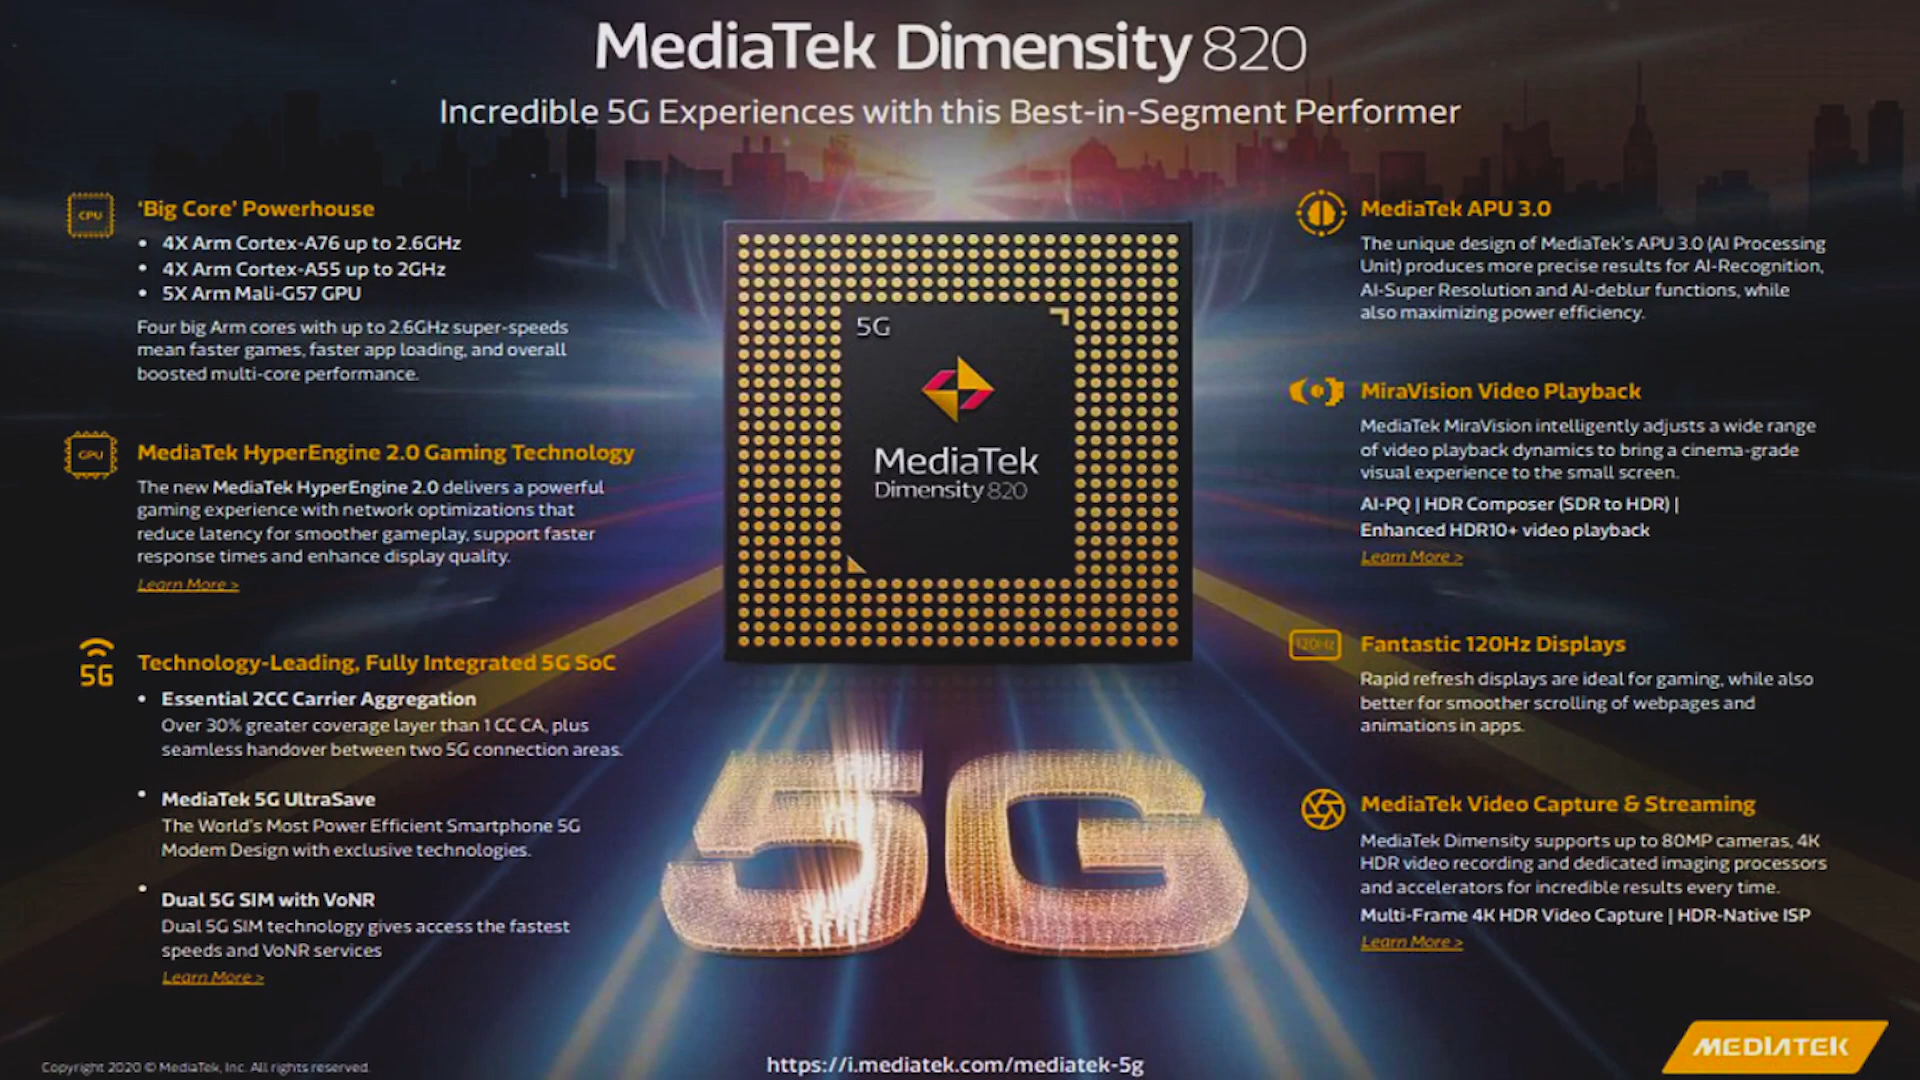 MediaTek Dimensity 820
Incredible 5G Experiences with this Best-in-Segment Performer
CPU
'Big Core' Powerhouse
• 4X Arm Cortex-A76 up to 2.6GHz
• 4X Arm Cortex-A55 up to 2GHz
• 5X Arm Mali-G57 GPU
Four big Arm cores with up to 2.6GHz super-speeds
mean faster games, faster app loading, and overall
boosted multi-core performance.
GPU
MediaTek HyperEngine 2.0 Gaming Technology
The new MediaTek HyperEngine 2.0 delivers a powerful
gaming experience with network optimizations that
reduce latency for smoother gameplay, support faster
response times and enhance display quality.
Learn More >
5G
Technology-Leading, Fully Integrated 5G SoC
• Essential 2CC Carrier Aggregation
Over 30% greater coverage layer than 1 CC CA, plus
seamless handover between two 5G connection areas.
• MediaTek 5G UltraSave
The World's Most Power Efficient Smartphone 5G
Modem Design with exclusive technologies.
• Dual 5G SIM with VoNR
Dual 5G SIM technology gives access the fastest
speeds and VoNR services
Learn More >
5G
MediaTek
Dimensity 820
5G
MediaTek APU 3.0
The unique design of MediaTek's APU 3.0 (AI Processing
Unit) produces more precise results for AI-Recognition,
AI-Super Resolution and AI-deblur functions, while
also maximizing power efficiency.
MiraVision Video Playback
MediaTek MiraVision intelligently adjusts a wide range
of video playback dynamics to bring a cinema-grade
visual experience to the small screen.
AI-PQ | HDR Composer (SDR to HDR) |
Enhanced HDR10+ video playback
Learn More >
120Hz
Fantastic 120Hz Displays
Rapid refresh displays are ideal for gaming, while also
better for smoother scrolling of webpages and
animations in apps.
MediaTek Video Capture & Streaming
MediaTek Dimensity supports up to 80MP cameras, 4K
HDR video recording and dedicated imaging processors
and accelerators for incredible results every time.
Multi-Frame 4K HDR Video Capture | HDR-Native ISP
Learn More >
Copyright 2020 © MediaTek, Inc. All rights reserved.
https://i.mediatek.com/mediatek-5g
MEDIATEK